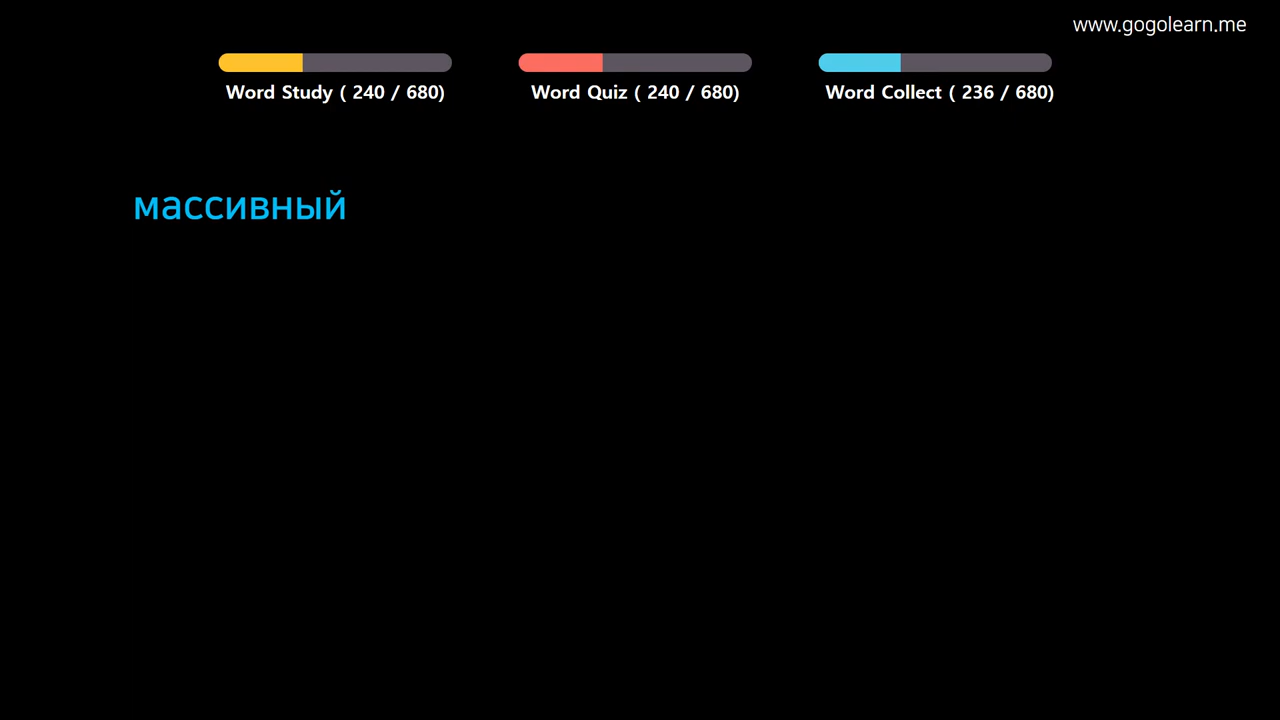 www.gogolearn.me
Word Study ( 240 / 680)
Word Quiz ( 240 / 680)
Word Collect ( 236 / 680)
массивный